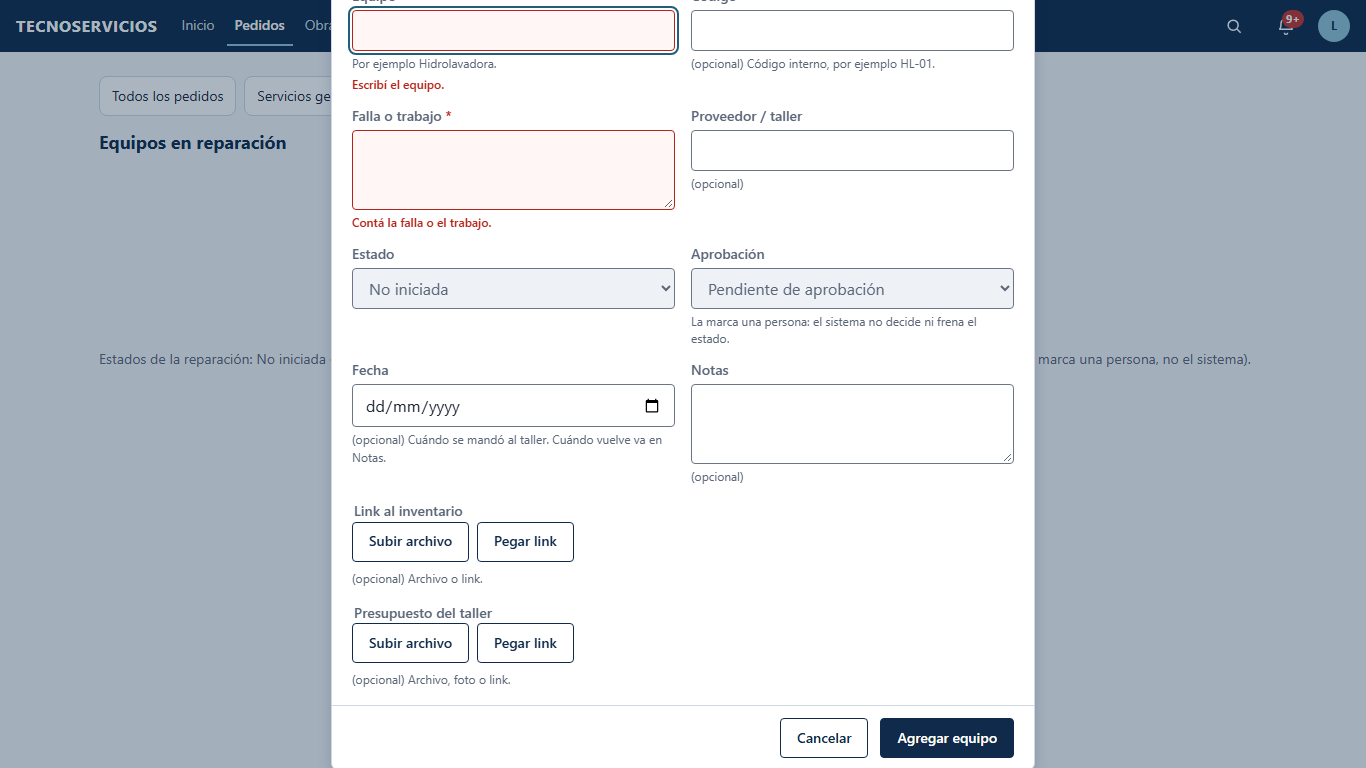 TECNOSERVICIOS Inicio Pedidos Obra 9+ L
Todos los pedidos Servicios ge
Equipos en reparación
Por ejemplo Hidrolavadora. (opcional) Código interno, por ejemplo HL-01.
Escribí el equipo.
Falla o trabajo * Proveedor / taller
(opcional)
Contá la falla o el trabajo.
Estado Aprobación
No iniciada Pendiente de aprobación
La marca una persona: el sistema no decide ni frena el
estado.
Estados de la reparación: No iniciada marca una persona, no el sistema).
Fecha Notas
dd/mm/yyyy
(opcional) Cuándo se mandó al taller. Cuándo vuelve va en
Notas.
(opcional)
Link al inventario
Subir archivo Pegar link
(opcional) Archivo o link.
Presupuesto del taller
Subir archivo Pegar link
(opcional) Archivo, foto o link.
Cancelar Agregar equipo